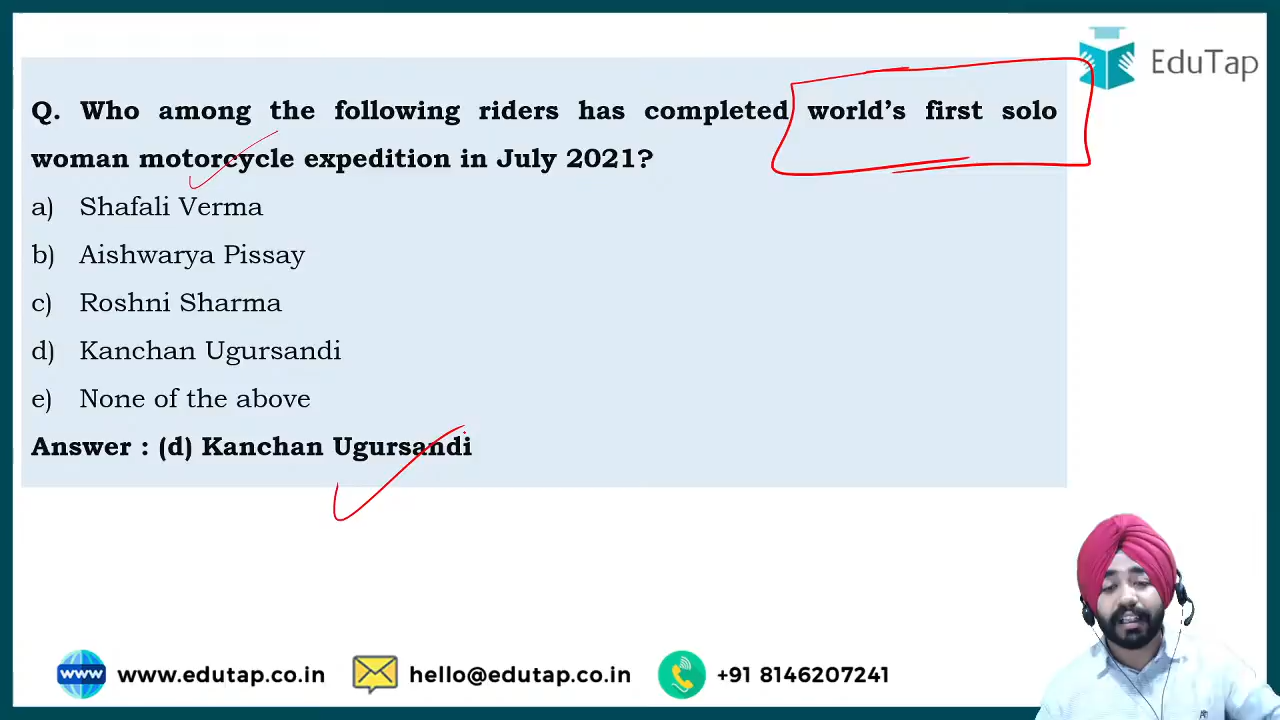 EduTap
Q. Who among the following riders has completed world's first solo
woman motorcycle expedition in July 2021?
a) Shafali Verma
b) Aishwarya Pissay
c) Roshni Sharma
d) Kanchan Ugursandi
e) None of the above
Answer : (d) Kanchan Ugursandi
www www.edutap.co.in hello@edutap.co.in +91 8146207241